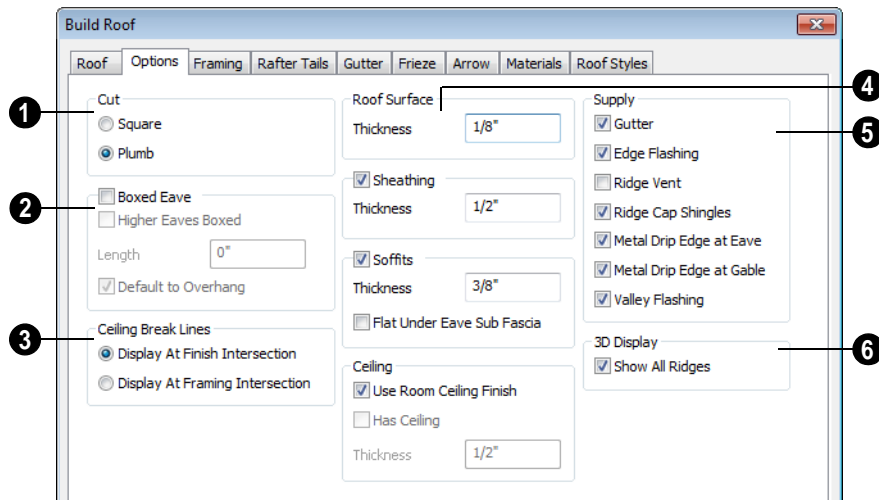 Build Roof
Roof
Options
Framing
Rafter Tails
Gutter
Frieze
Arrow
Materials
Roof Styles
1
Cut
Square
Plumb
2
Boxed Eave
Higher Eaves Boxed
Length
0"
Default to Overhang
3
Ceiling Break Lines
Display At Finish Intersection
Display At Framing Intersection
4
Roof Surface
Thickness
1/8"
Sheathing
Thickness
1/2"
Soffits
Thickness
3/8"
Flat Under Eave Sub Fascia
Ceiling
Use Room Ceiling Finish
Has Ceiling
Thickness
1/2"
5
Supply
Gutter
Edge Flashing
Ridge Vent
Ridge Cap Shingles
Metal Drip Edge at Eave
Metal Drip Edge at Gable
Valley Flashing
6
3D Display
Show All Ridges